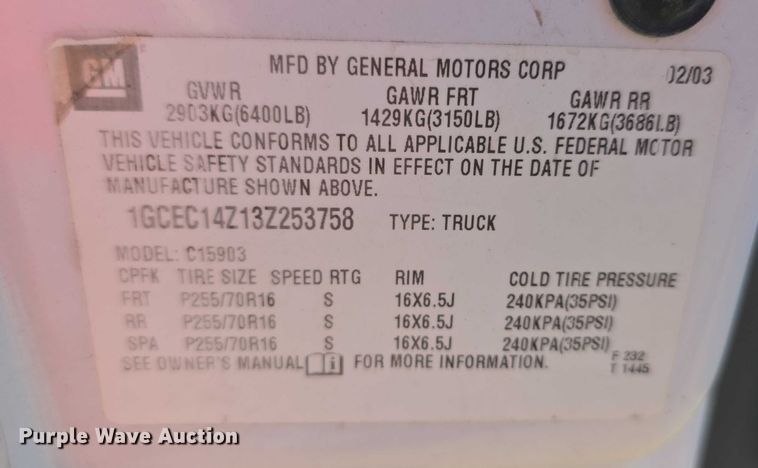 GM
MFD BY GENERAL MOTORS CORP 02/03
GVWR GAWR FRT GAWR RR
2903KG(6400LB) 1429KG(3150LB) 1672KG(3686LB)
THIS VEHICLE CONFORMS TO ALL APPLICABLE U.S. FEDERAL MOTOR
VEHICLE SAFETY STANDARDS IN EFFECT ON THE DATE OF
MANUFACTURE SHOWN ABOVE.
1GCEC14Z13Z253758 TYPE: TRUCK
MODEL: C15903
CPFK TIRE SIZE SPEED RTG RIM COLD TIRE PRESSURE
FRT P255/70R16 S 16X6.5J 240KPA(35PSI)
RR P255/70R16 S 16X6.5J 240KPA(35PSI)
SPA P255/70R16 S 16X6.5J 240KPA(35PSI)
SEE OWNER'S MANUAL i FOR MORE INFORMATION.
F 232
T 1445
Purple Wave Auction